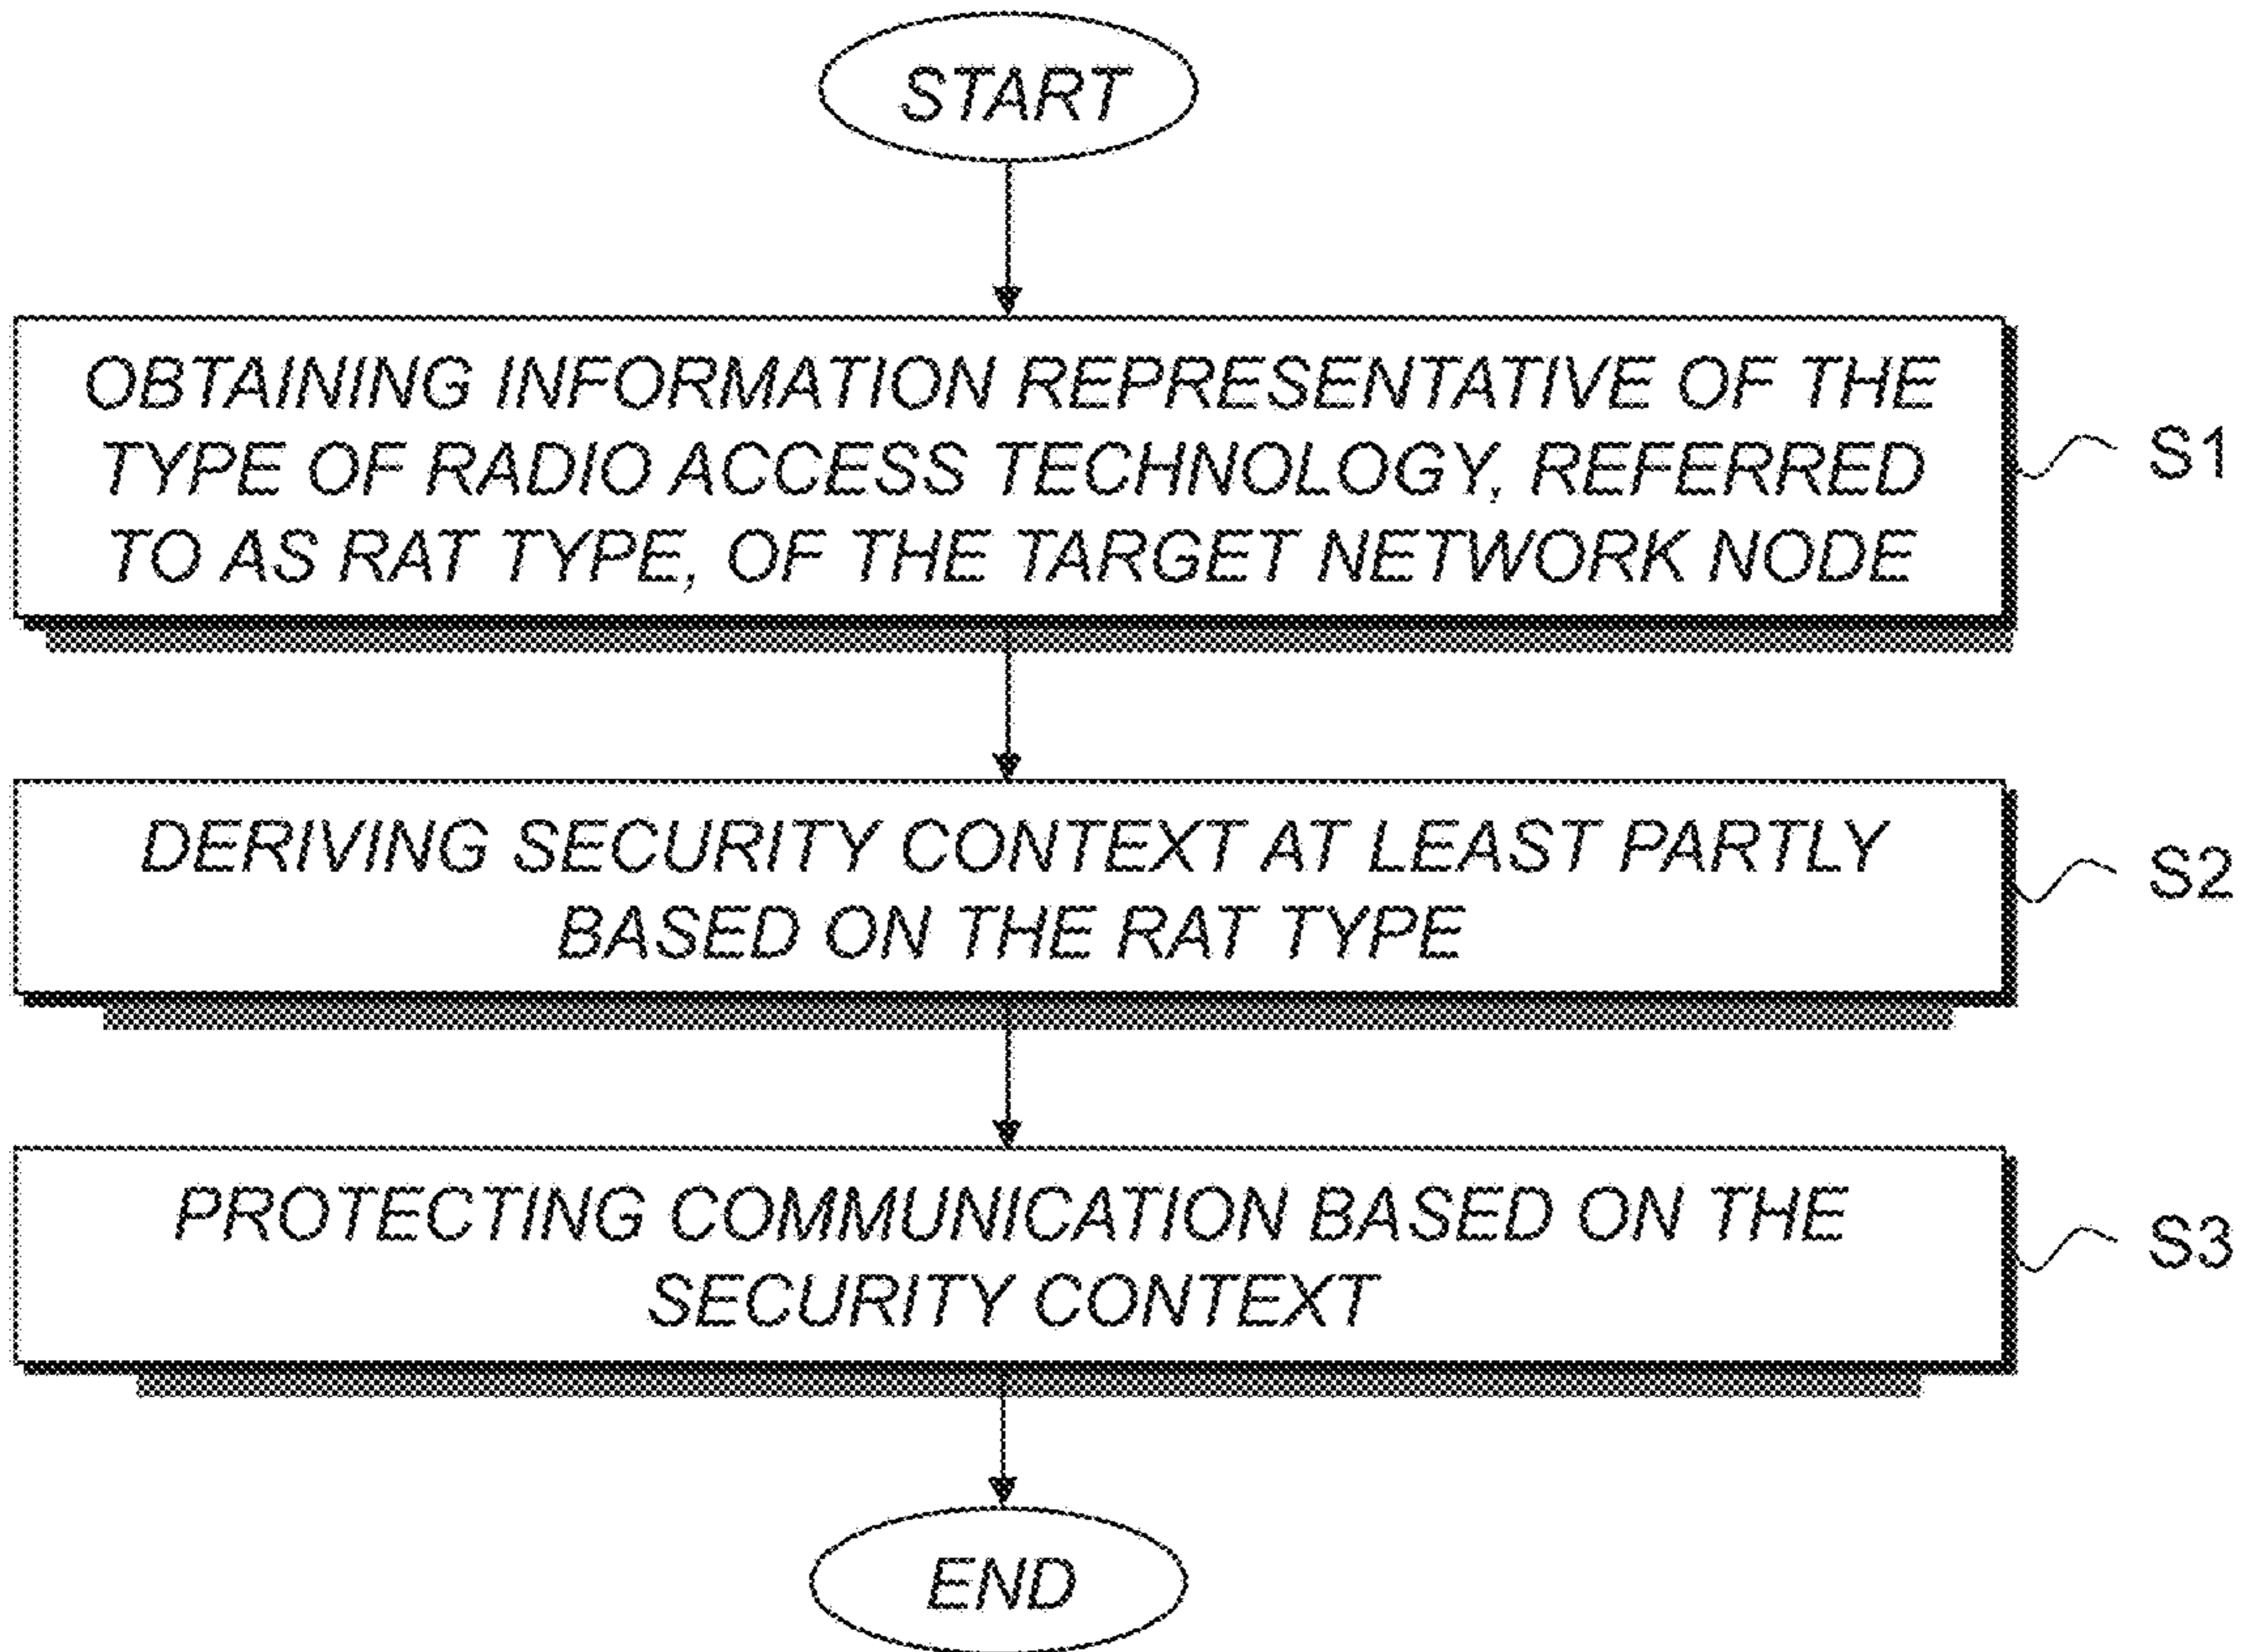 START
OBTAINING INFORMATION REPRESENTATIVE OF THE
TYPE OF RADIO ACCESS TECHNOLOGY, REFERRED
TO AS RAT TYPE, OF THE TARGET NETWORK NODE
S1
DERIVING SECURITY CONTEXT AT LEAST PARTLY
BASED ON THE RAT TYPE
S2
PROTECTING COMMUNICATION BASED ON THE
SECURITY CONTEXT
S3
END